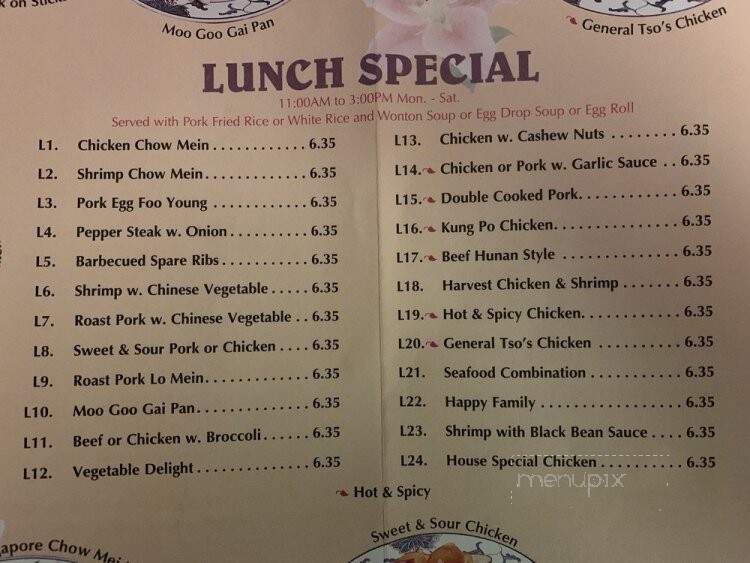 Moo Goo Gai Pan
General Tso's Chicken
LUNCH SPECIAL
11:00AM to 3:00PM Mon. - Sat.
Served with Pork Fried Rice or White Rice and Wonton Soup or Egg Drop Soup or Egg Roll
L1. Chicken Chow Mein . . . . . . . . . . . . 6.35
L2. Shrimp Chow Mein . . . . . . . . . . . . . 6.35
L3. Pork Egg Foo Young . . . . . . . . . . . . 6.35
L4. Pepper Steak w. Onion . . . . . . . . . . 6.35
L5. Barbecued Spare Ribs . . . . . . . . . . . 6.35
L6. Shrimp w. Chinese Vegetable . . . . . 6.35
L7. Roast Pork w. Chinese Vegetable . . 6.35
L8. Sweet & Sour Pork or Chicken . . . . 6.35
L9. Roast Pork Lo Mein . . . . . . . . . . . . . 6.35
L10. Moo Goo Gai Pan . . . . . . . . . . . . . . 6.35
L11. Beef or Chicken w. Broccoli . . . . . . 6.35
L12. Vegetable Delight . . . . . . . . . . . . . . 6.35
L13. Chicken w. Cashew Nuts . . . . . . . . 6.35
L14. Chicken or Pork w. Garlic Sauce . . 6.35
L15. Double Cooked Pork . . . . . . . . . . . . 6.35
L16. Kung Po Chicken . . . . . . . . . . . . . . . 6.35
L17. Beef Hunan Style . . . . . . . . . . . . . . 6.35
L18. Harvest Chicken & Shrimp . . . . . . . 6.35
L19. Hot & Spicy Chicken . . . . . . . . . . . . 6.35
L20. General Tso's Chicken . . . . . . . . . . 6.35
L21. Seafood Combination . . . . . . . . . . . 6.35
L22. Happy Family . . . . . . . . . . . . . . . . . 6.35
L23. Shrimp with Black Bean Sauce . . . . 6.35
L24. House Special Chicken . . . . . . . . . . 6.35
menupix
Hot & Spicy
Sweet & Sour Chicken
apore Chow Mei